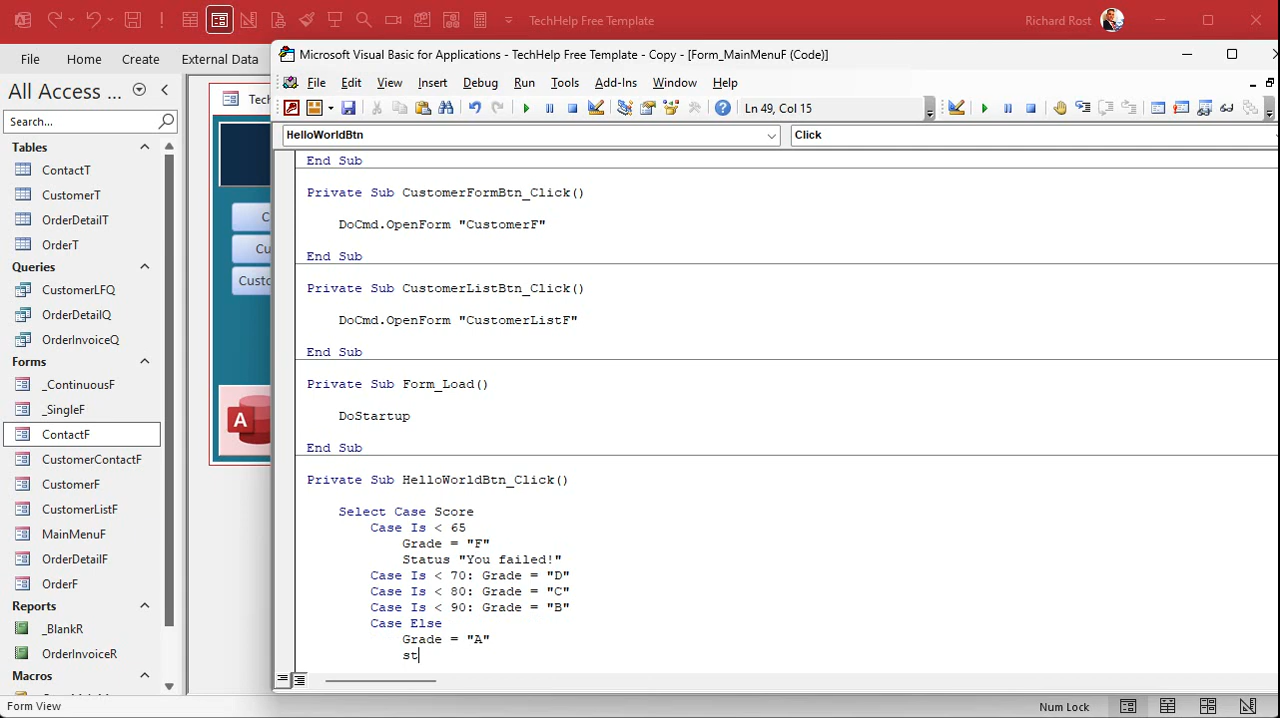 TechHelp Free Template
Richard Rost
File
Home
Create
External Data
All Access ...
Search...
Tables
ContactT
CustomerT
OrderDetailT
OrderT
Queries
CustomerLFQ
OrderDetailQ
OrderInvoiceQ
Forms
_ContinuousF
_SingleF
ContactF
CustomerContactF
CustomerF
CustomerListF
MainMenuF
OrderDetailF
OrderF
Reports
_BlankR
OrderInvoiceR
Macros
Form View
Num Lock
Tec
C
Cu
Custo
A
Microsoft Visual Basic for Applications - TechHelp Free Template - Copy - [Form_MainMenuF (Code)]
File Edit View Insert Debug Run Tools Add-Ins Window Help
Ln 49, Col 15
HelloWorldBtn
Click
End Sub
Private Sub CustomerFormBtn_Click()
DoCmd.OpenForm "CustomerF"
End Sub
Private Sub CustomerListBtn_Click()
DoCmd.OpenForm "CustomerListF"
End Sub
Private Sub Form_Load()
DoStartup
End Sub
Private Sub HelloWorldBtn_Click()
Select Case Score
Case Is < 65
Grade = "F"
Status "You failed!"
Case Is < 70: Grade = "D"
Case Is < 80: Grade = "C"
Case Is < 90: Grade = "B"
Case Else
Grade = "A"
st